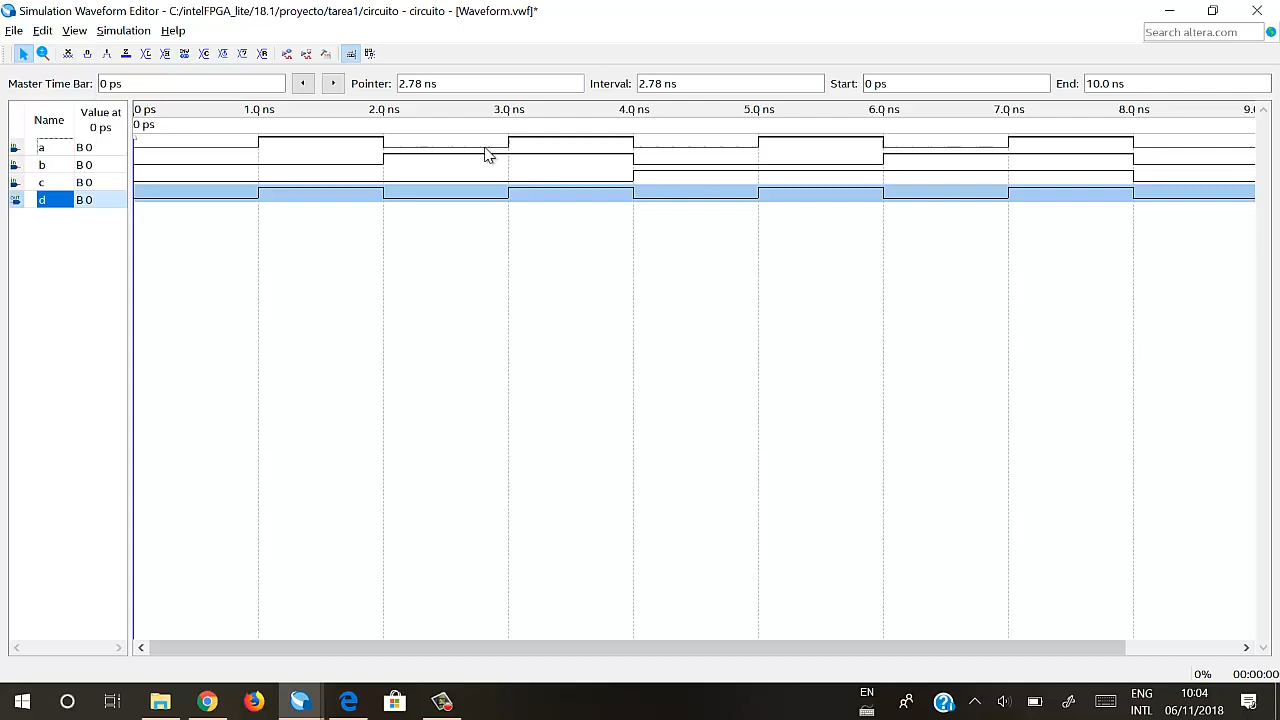 Simulation Waveform Editor - C:/intelFPGA_lite/18.1/proyecto/tarea1/circuito - circuito - [Waveform.vwf]*
File Edit View Simulation Help
Search altera.com
Master Time Bar: 0 ps Pointer: 2.78 ns Interval: 2.78 ns Start: 0 ps End: 10.0 ns
Name Value at 0 ps
0 ps 1.0 ns 2.0 ns 3.0 ns 4.0 ns 5.0 ns 6.0 ns 7.0 ns 8.0 ns 9.0
0 ps
a B 0
b B 0
c B 0
d B 0
0% 00:00:00
EN
ENG
INTL
10:04
06/11/2018